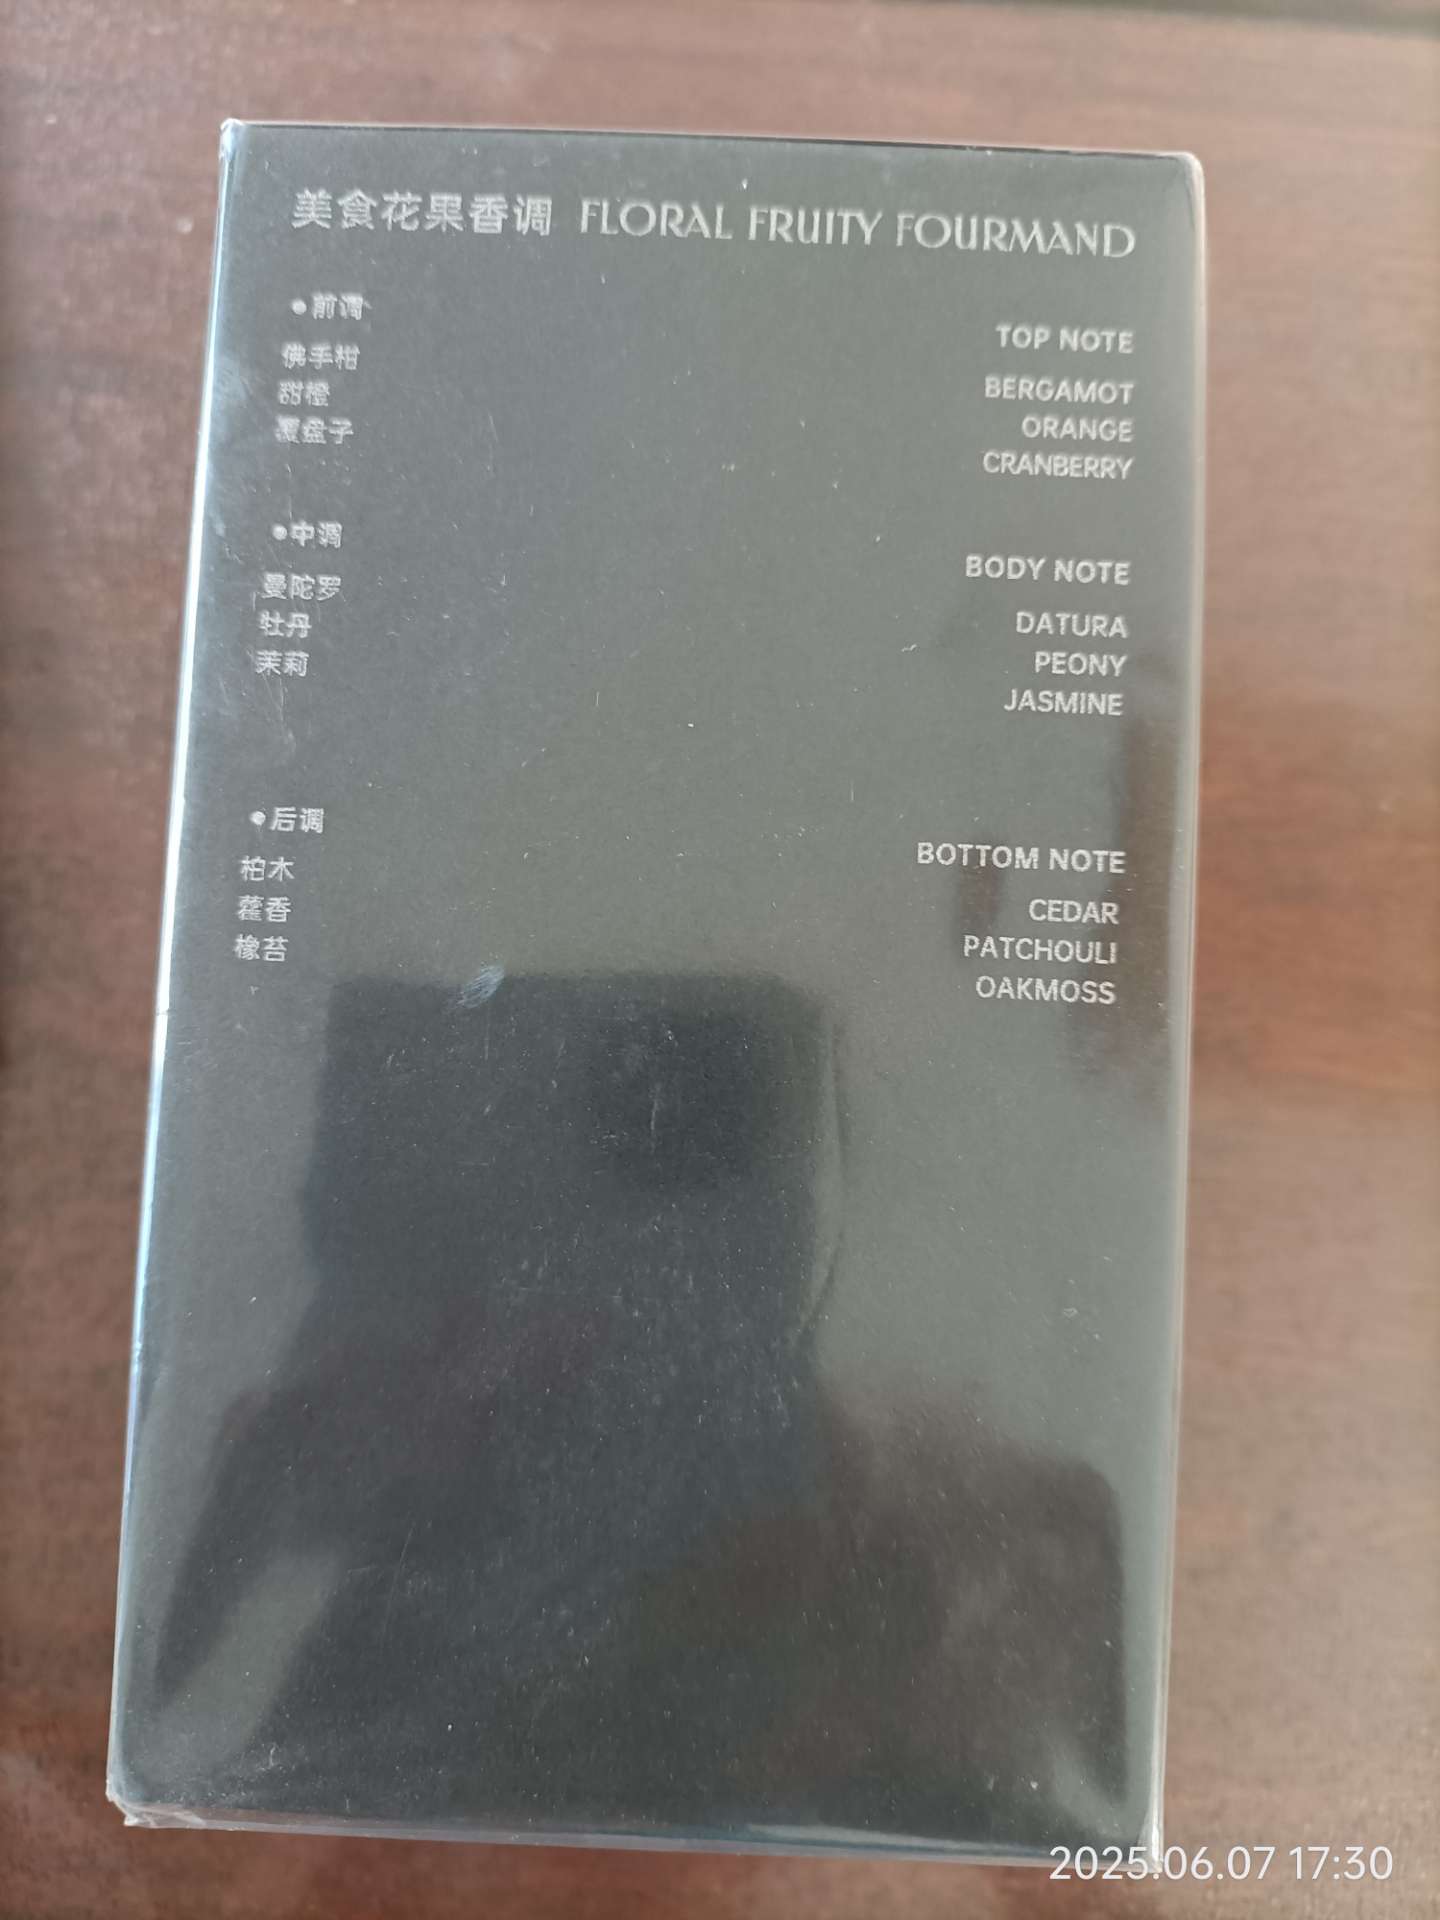 美食花果香调 FLORAL FRUITY FOURMAND
•前调
TOP NOTE
佛手柑
BERGAMOT
甜橙
ORANGE
覆盆子
CRANBERRY
•中调
BODY NOTE
曼陀罗
DATURA
牡丹
PEONY
茉莉
JASMINE
•后调
BOTTOM NOTE
柏木
CEDAR
藿香
PATCHOULI
橡苔
OAKMOSS
2025.06.07 17:30